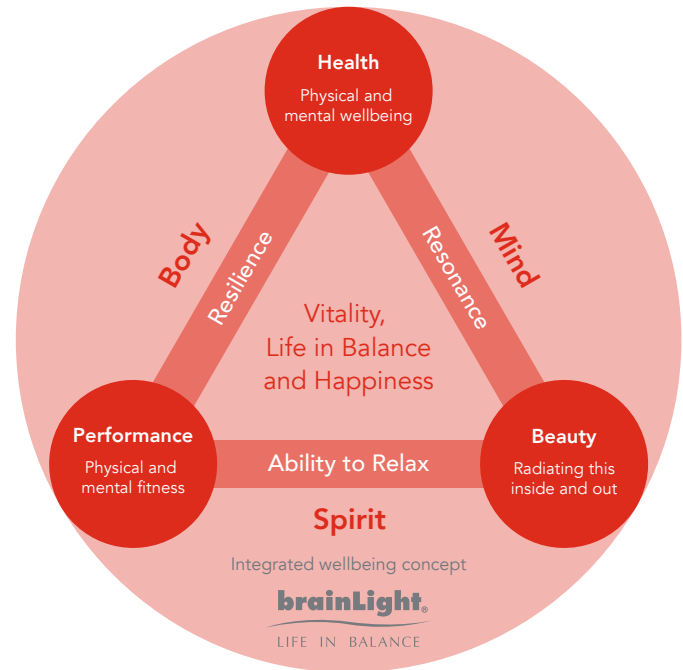 Health
Physical and
mental wellbeing
Body
Resilience
Resonance
Mind
Vitality,
Life in Balance
and Happiness
Performance
Physical and
mental fitness
Ability to Relax
Beauty
Radiating this
inside and out
Spirit
Integrated wellbeing concept
brainLight®
LIFE IN BALANCE